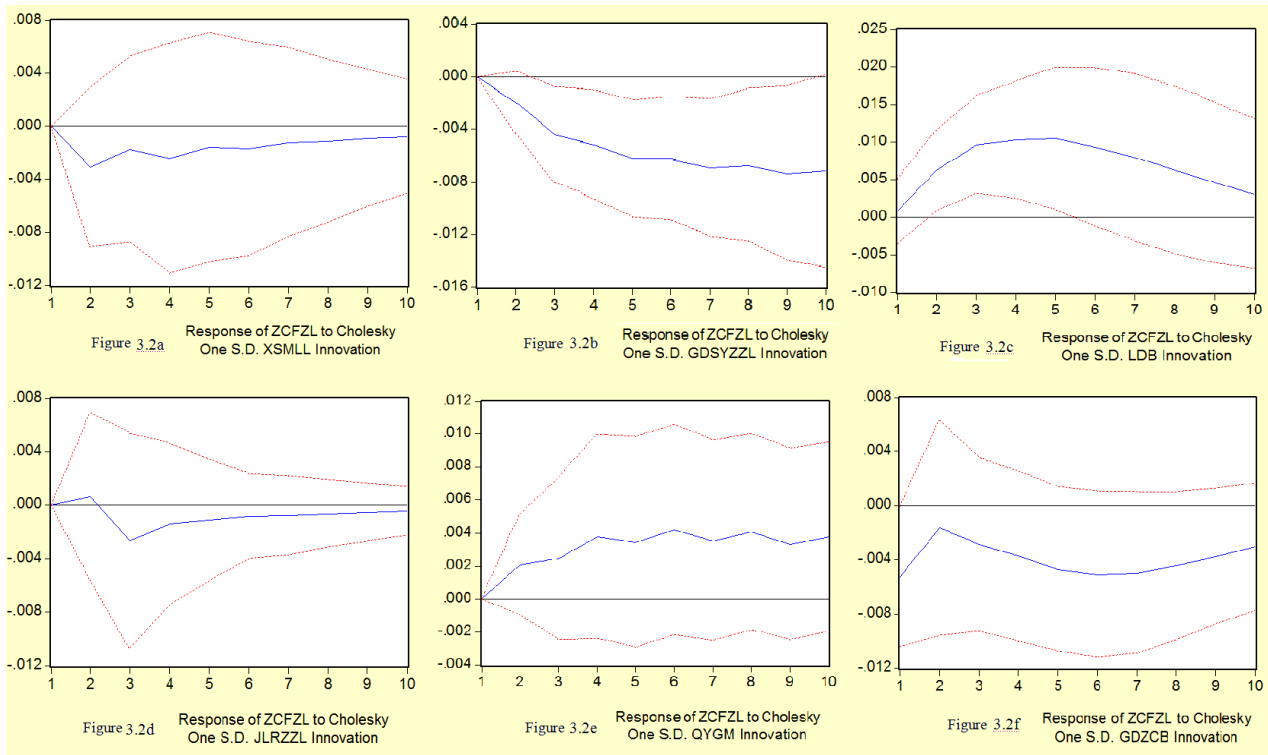 .008
.004
.000
-.004
-.008
-.012
1 2 3 4 5 6 7 8 9 10
Figure 3.2a
Response of ZCFZL to Cholesky
One S.D. XSMLL Innovation
.004
.000
-.004
-.008
-.012
-.016
1 2 3 4 5 6 7 8 9 10
Figure 3.2b
Response of ZCFZL to Cholesky
One S.D. GDSYZZL Innovation
.025
.020
.015
.010
.005
.000
-.005
-.010
1 2 3 4 5 6 7 8 9 10
Figure 3.2c
Response of ZCFZL to Cholesky
One S.D. LDB Innovation
.008
.004
.000
-.004
-.008
-.012
1 2 3 4 5 6 7 8 9 10
Figure 3.2d
Response of ZCFZL to Cholesky
One S.D. JLRZZL Innovation
.012
.010
.008
.006
.004
.002
.000
-.002
-.004
1 2 3 4 5 6 7 8 9 10
Figure 3.2e
Response of ZCFZL to Cholesky
One S.D. QYGM Innovation
.008
.004
.000
-.004
-.008
-.012
1 2 3 4 5 6 7 8 9 10
Figure 3.2f
Response of ZCFZL to Cholesky
One S.D. GDZCB Innovation